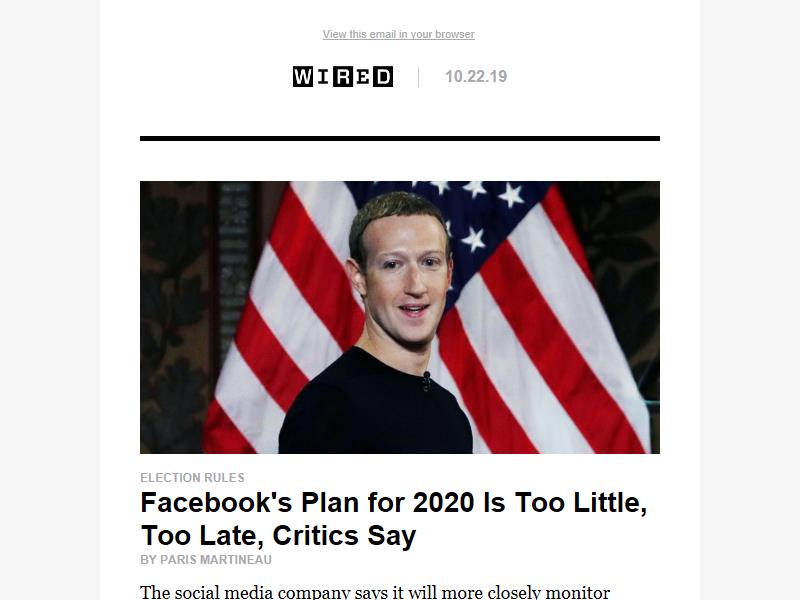 View this email in your browser
WIRED 10.22.19
ELECTION RULES
Facebook's Plan for 2020 Is Too Little,
Too Late, Critics Say
BY PARIS MARTINEAU
The social media company says it will more closely monitor